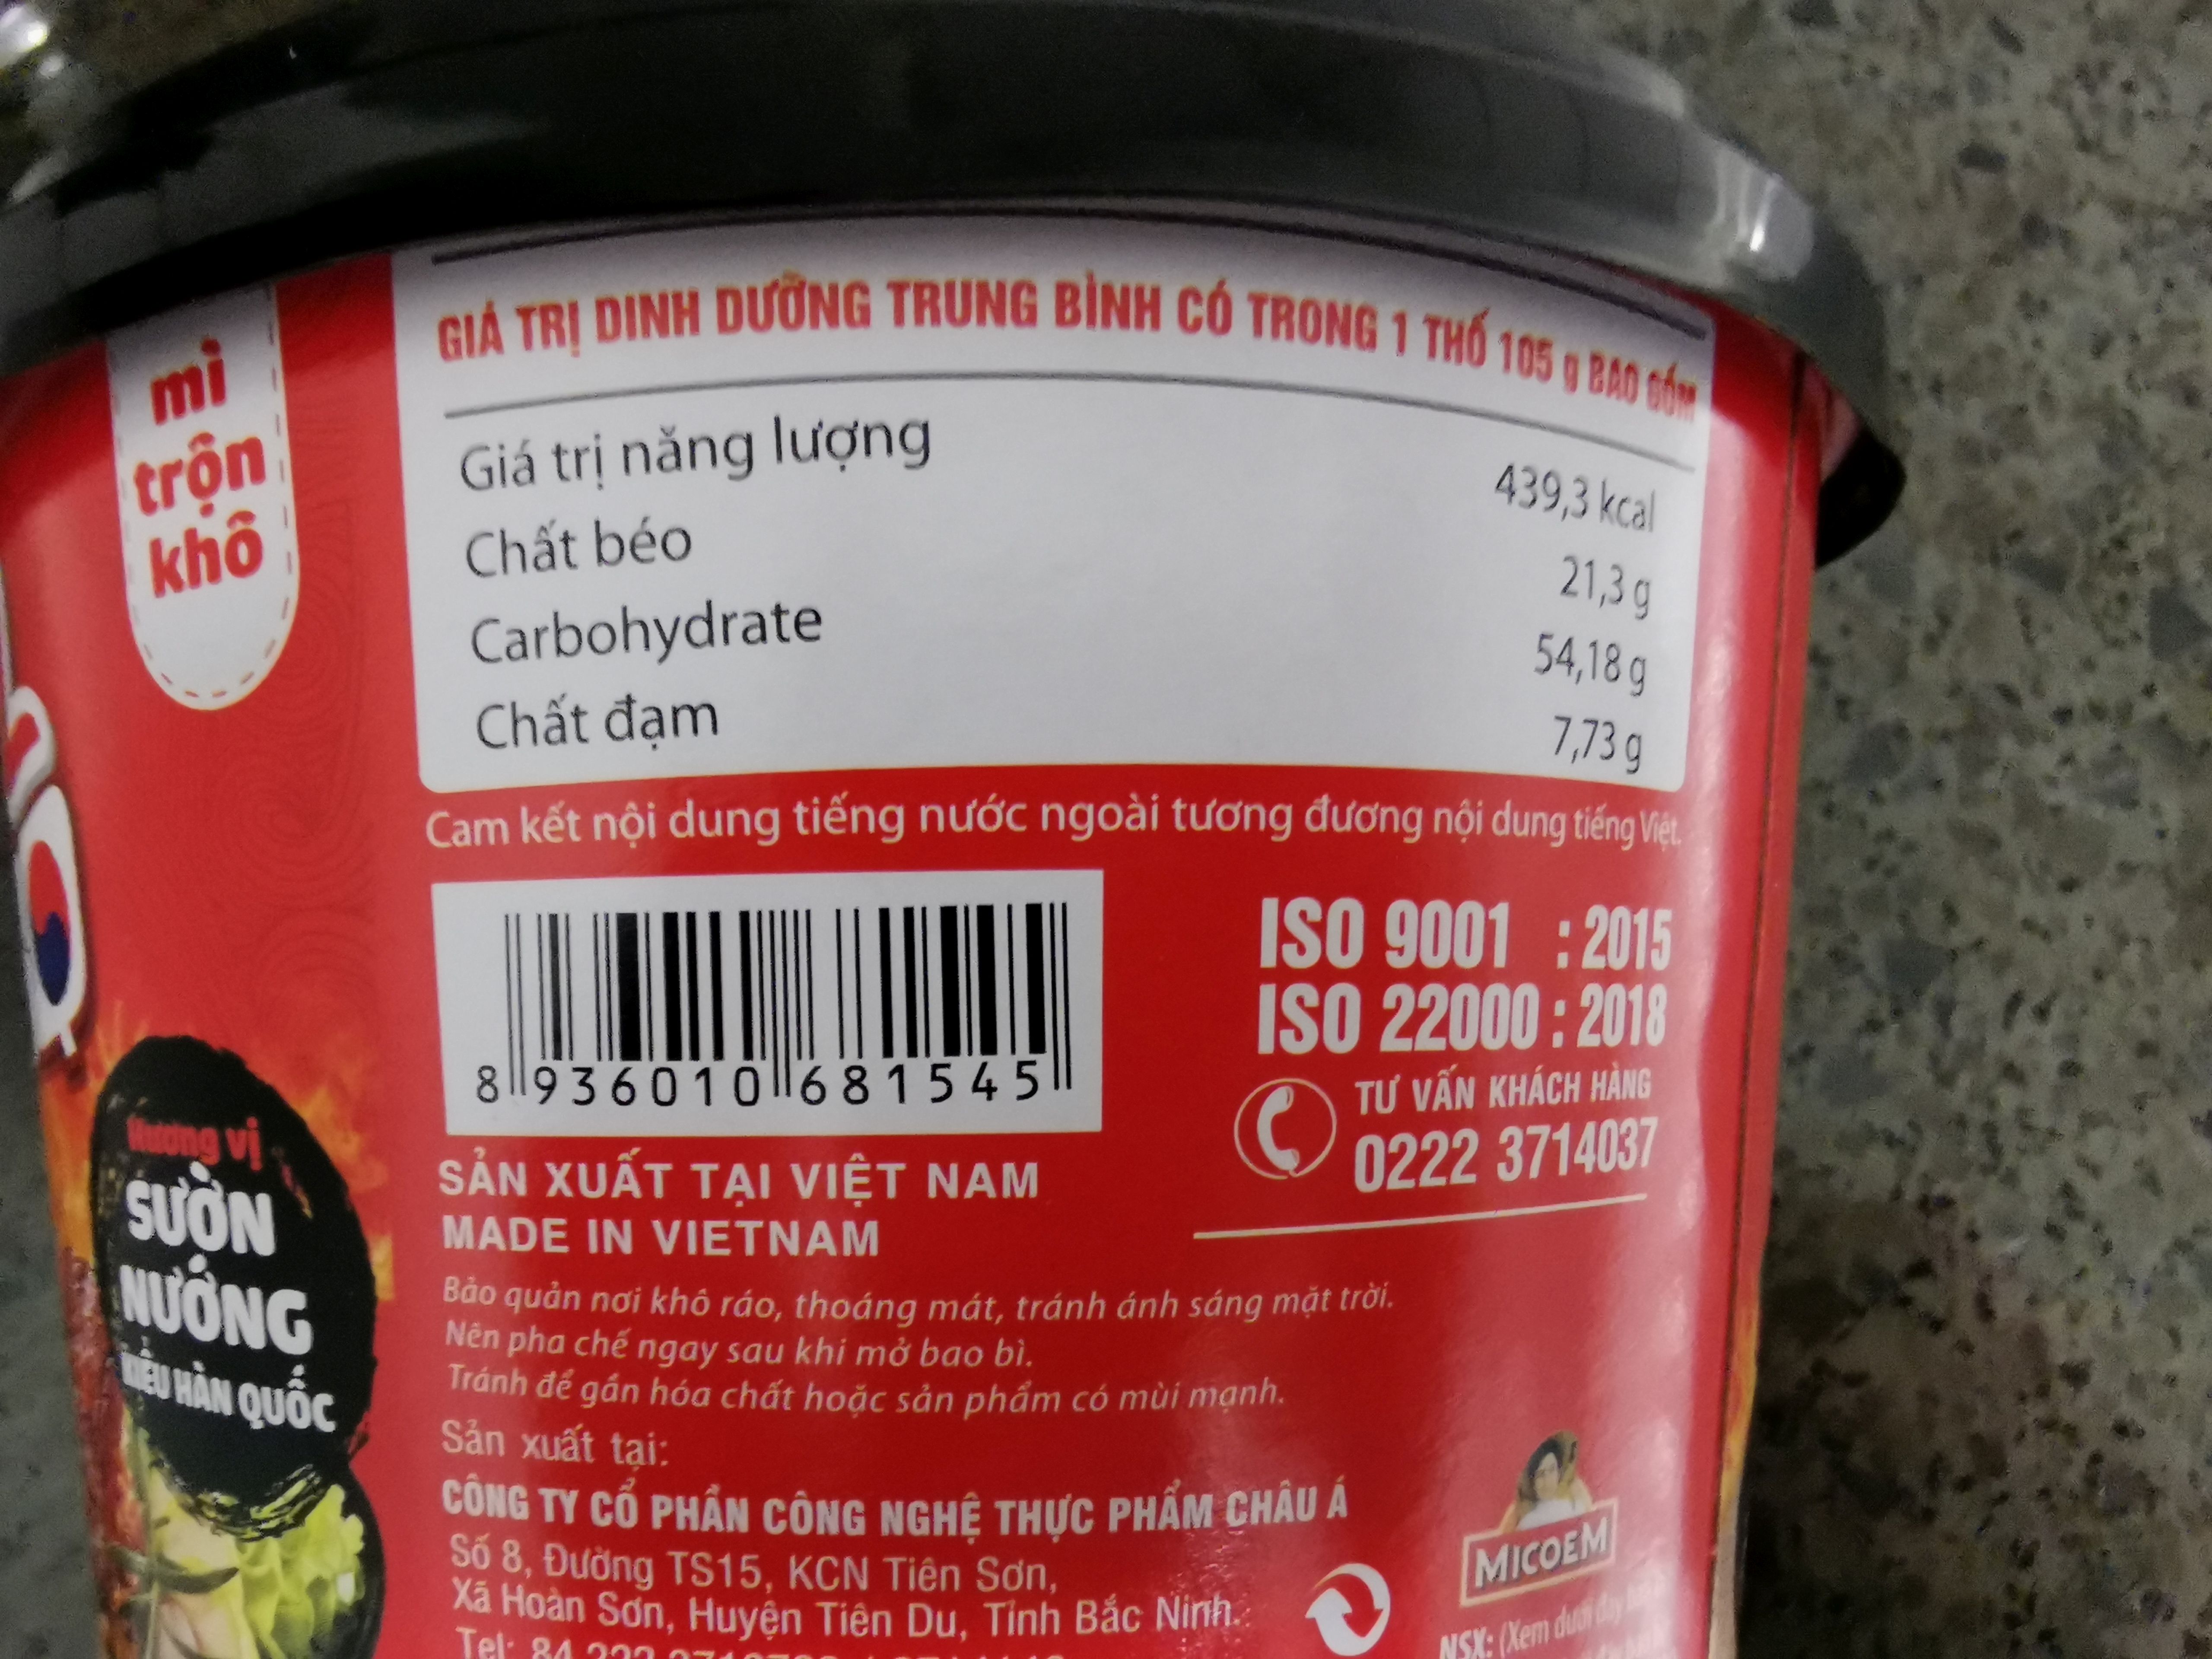 mì
trộn
khô
GIÁ TRỊ DINH DƯỠNG TRUNG BÌNH CÓ TRONG 1 THỐ 105 g BAO GỒM
Giá trị năng lượng 439,3 kcal
Chất béo 21,3 g
Carbohydrate 54,18 g
Chất đạm 7,73 g
Cam kết nội dung tiếng nước ngoài tương đương nội dung tiếng Việt.
8 936010 681545
ISO 9001 : 2015
ISO 22000 : 2018
TƯ VẤN KHÁCH HÀNG
0222 3714037
Hương vị
SƯỜN
NƯỚNG
KIỂU HÀN QUỐC
SẢN XUẤT TẠI VIỆT NAM
MADE IN VIETNAM
Bảo quản nơi khô ráo, thoáng mát, tránh ánh sáng mặt trời.
Nên pha chế ngay sau khi mở bao bì.
Tránh để gần hóa chất hoặc sản phẩm có mùi mạnh.
Sản xuất tại:
CÔNG TY CỔ PHẦN CÔNG NGHỆ THỰC PHẨM CHÂU Á
Số 8, Đường TS15, KCN Tiên Sơn,
Xã Hoàn Sơn, Huyện Tiên Du, Tỉnh Bắc Ninh.
Tel: 84 222
MICOEM
NSX: (Xem dưới đáy